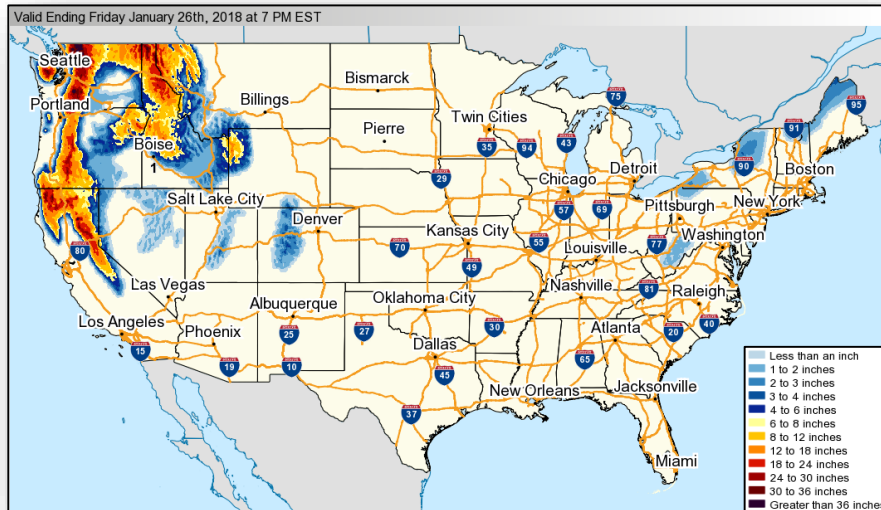 Valid Ending Friday January 26th, 2018 at 7 PM EST
Seattle
Portland
Boise
1
Billings
Bismarck
Pierre
Twin Cities
Salt Lake City
Denver
Las Vegas
Los Angeles
Phoenix
Albuquerque
Kansas City
Oklahoma City
Dallas
Chicago
Detroit
Louisville
Nashville
Pittsburgh
New York
Boston
Washington
Raleigh
Atlanta
New Orleans
Jacksonville
Miami
75
95
91
35
94
43
90
29
57
69
80
70
55
77
49
81
25
27
30
20
40
15
19
10
45
65
37
Less than an inch
1 to 2 inches
2 to 3 inches
3 to 4 inches
4 to 6 inches
6 to 8 inches
8 to 12 inches
12 to 18 inches
18 to 24 inches
24 to 30 inches
30 to 36 inches
Greater than 36 inches